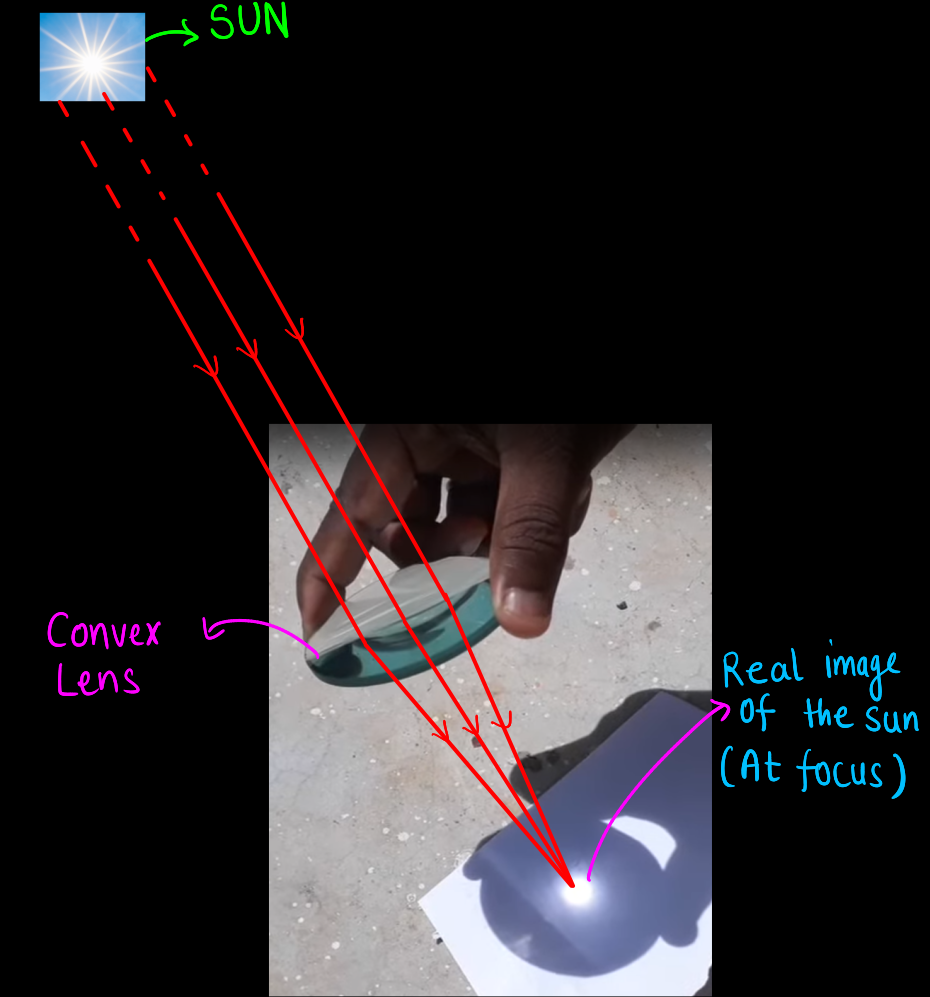 SUN
Convex
Lens
Real image
of the sun
(At focus)